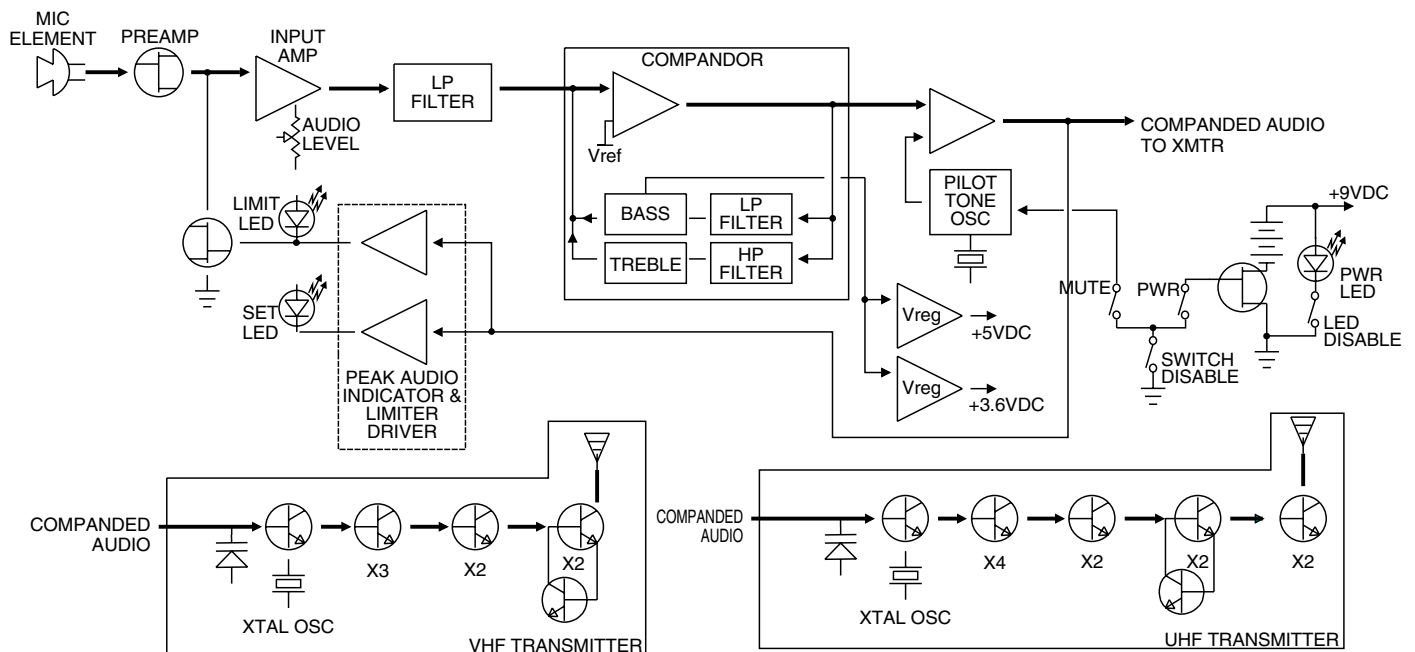 MIC
ELEMENT
PREAMP
INPUT
AMP
AUDIO
LEVEL
LP
FILTER
COMPANDOR
Vref
BASS
LP
FILTER
TREBLE
HP
FILTER
PILOT
TONE
OSC
COMPANDED AUDIO
TO XMTR
+9VDC
LIMIT
LED
SET
LED
PEAK AUDIO
INDICATOR &
LIMITER
DRIVER
Vreg
+5VDC
Vreg
+3.6VDC
MUTE
PWR
PWR
LED
LED
DISABLE
SWITCH
DISABLE
COMPANDED
AUDIO
X3
X2
X2
XTAL OSC
VHF TRANSMITTER
COMPANDED
AUDIO
X4
X2
X2
X2
XTAL OSC
UHF TRANSMITTER